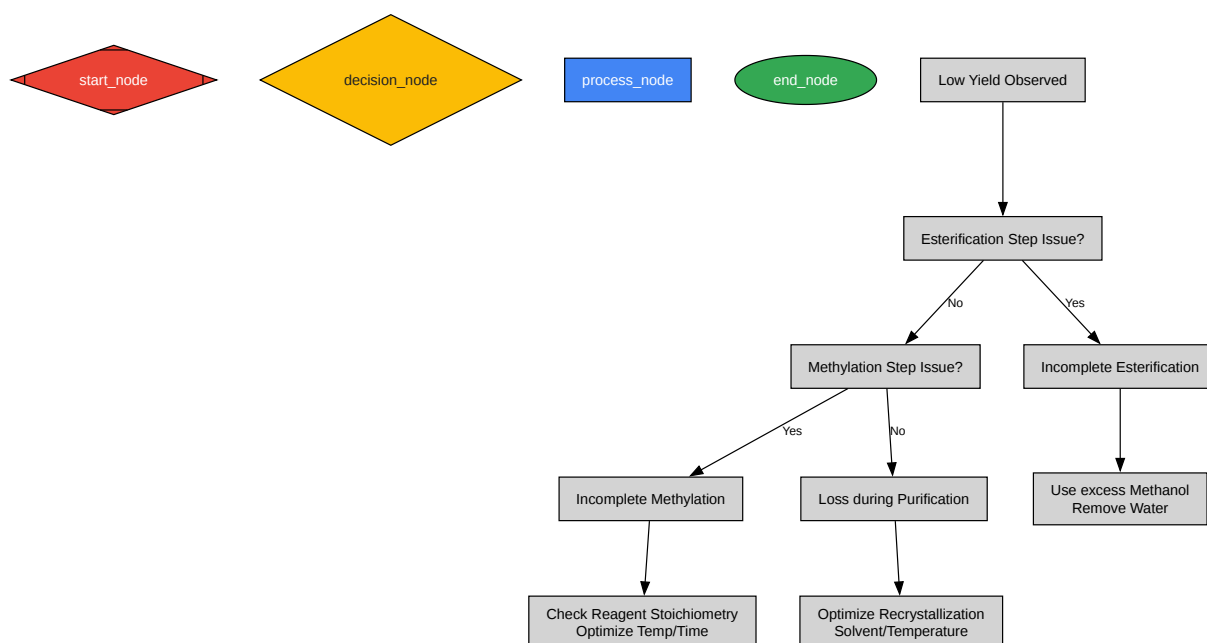 start_node
decision_node
process_node
end_node
Low Yield Observed
Esterification Step Issue?
No
Yes
Methylation Step Issue?
Incomplete Esterification
Yes
No
Incomplete Methylation
Loss during Purification
Use excess Methanol
Remove Water
Check Reagent Stoichiometry
Optimize Temp/Time
Optimize Recrystallization
Solvent/Temperature